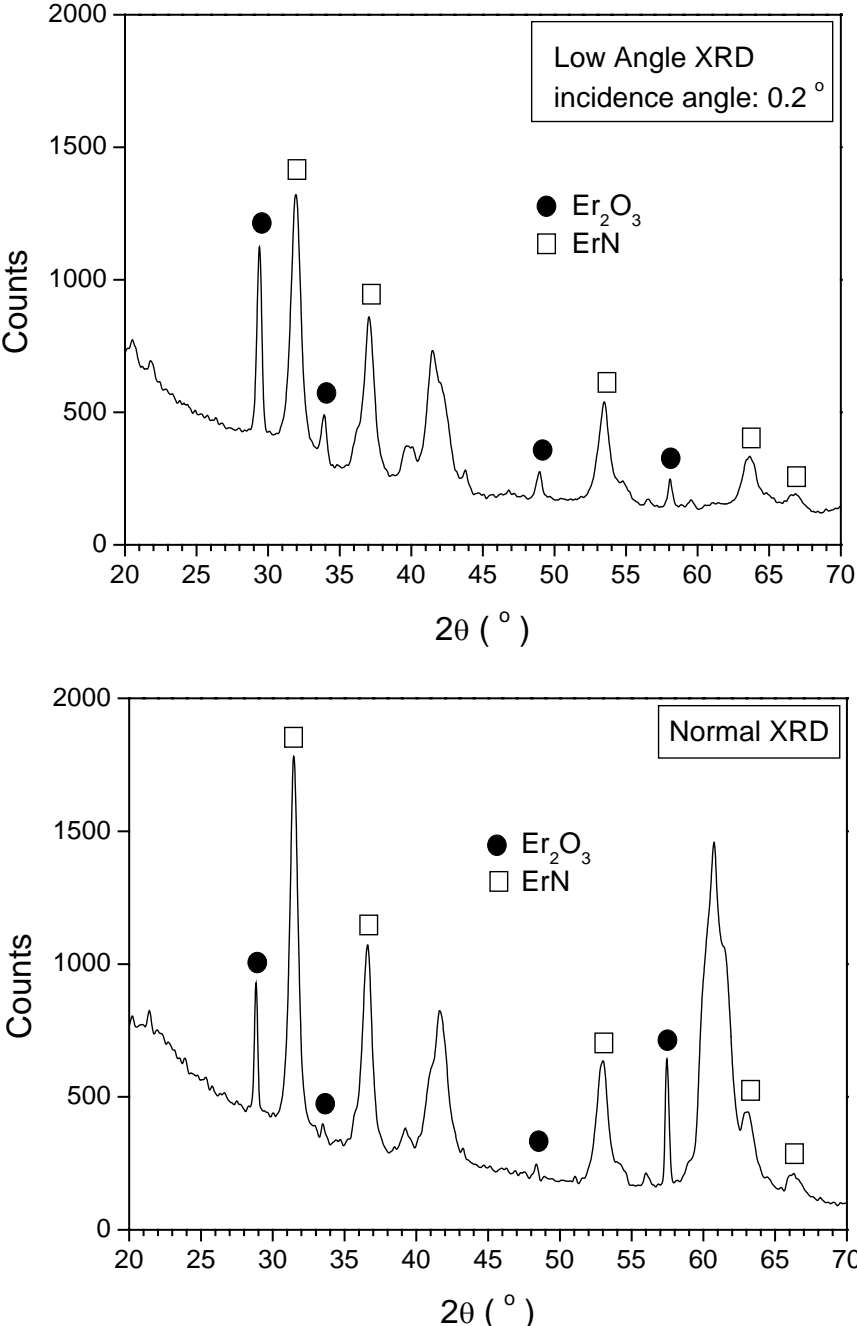 2000
Low Angle XRD
incidence angle: 0.2 °
1500
● Er₂O₃
□ ErN
1000
500
0
20 25 30 35 40 45 50 55 60 65 70
Counts
2θ ( ° )
2000
Normal XRD
1500
● Er₂O₃
□ ErN
1000
500
0
20 25 30 35 40 45 50 55 60 65 70
Counts
2θ ( ° )